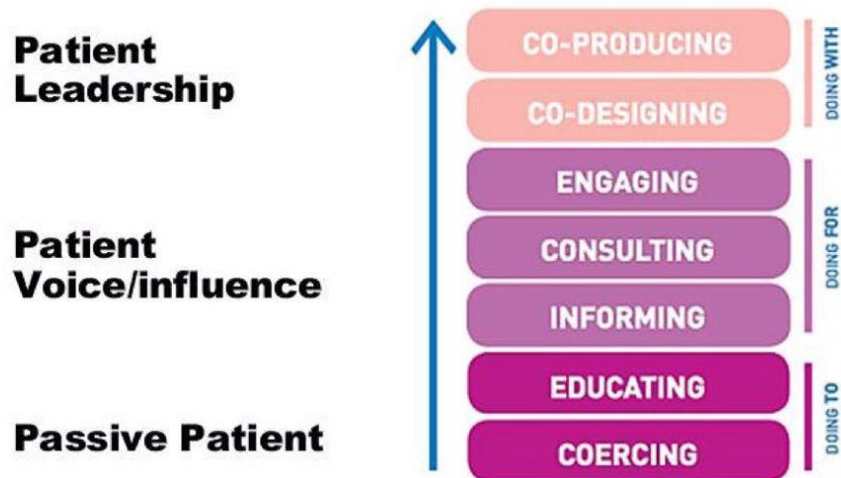 Patient
Leadership
Patient
Voice/influence
Passive Patient
CO-PRODUCING
CO-DESIGNING
ENGAGING
CONSULTING
INFORMING
EDUCATING
COERCING
DOING WITH
DOING FOR
DOING TO